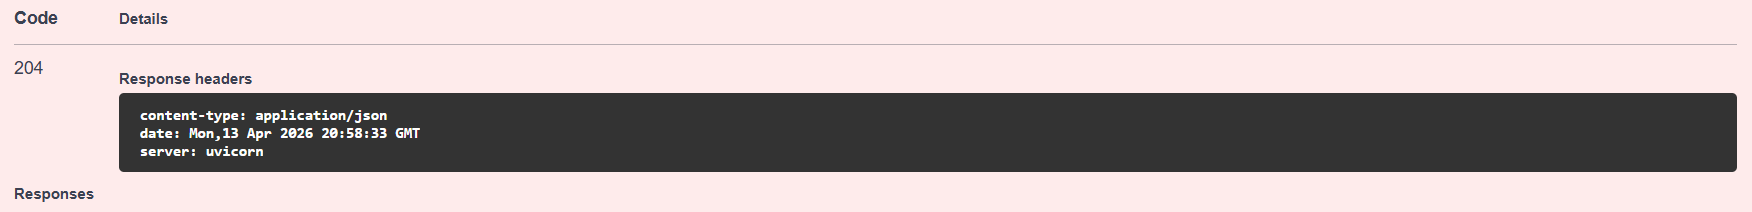 Code Details
204
Response headers
content-type: application/json
date: Mon,13 Apr 2026 20:58:33 GMT
server: uvicorn
Responses